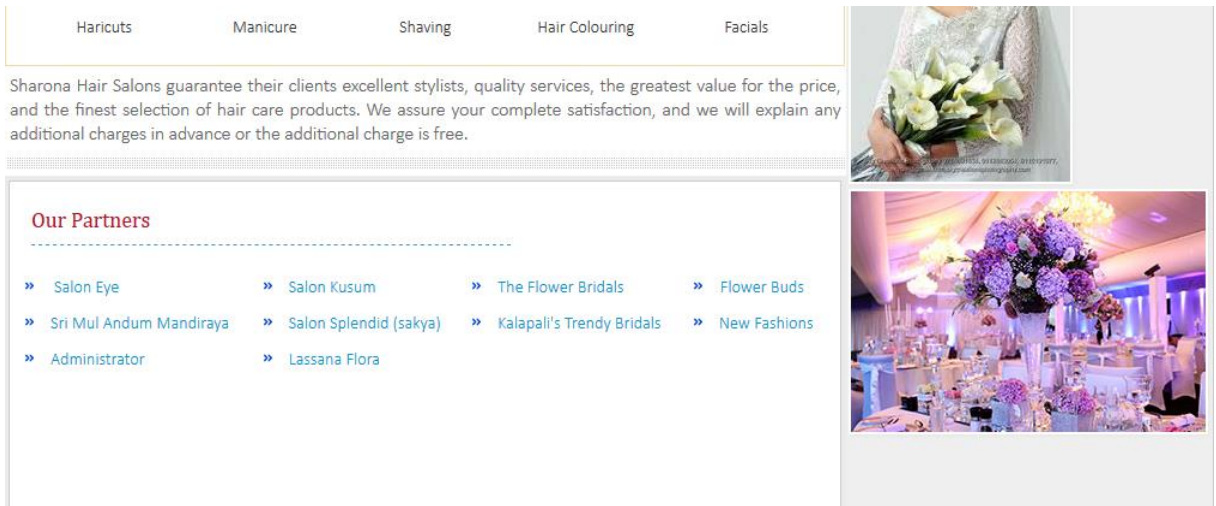 Haricuts Manicure Shaving Hair Colouring Facials
Sharona Hair Salons guarantee their clients excellent stylists, quality services, the greatest value for the price,
and the finest selection of hair care products. We assure your complete satisfaction, and we will explain any
additional charges in advance or the additional charge is free.
Our Partners
» Salon Eye » Salon Kusum » The Flower Bridals » Flower Buds
» Sri Mul Andum Mandiraya » Salon Splendid (sakya) » Kalapali's Trendy Bridals » New Fashions
» Administrator » Lassana Flora